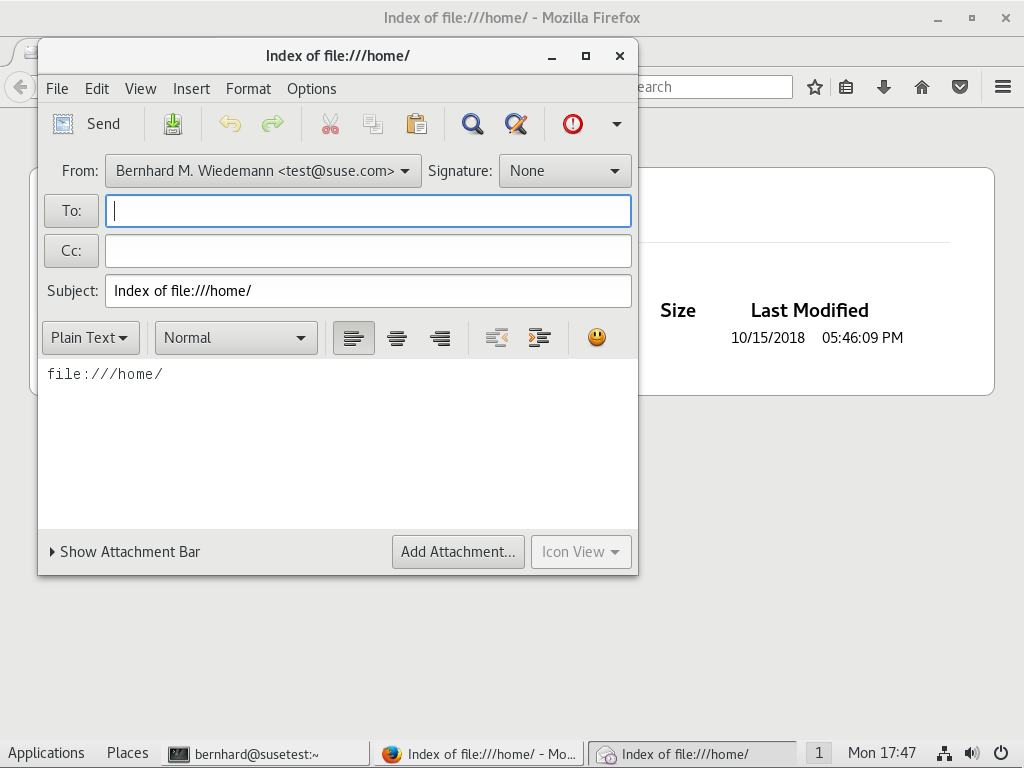 Index of file:///home/ - Mozilla Firefox
Index of file:///home/
File Edit View Insert Format Options
earch
Send
From: Bernhard M. Wiedemann <test@suse.com> Signature: None
To:
Cc:
Subject: Index of file:///home/
Size Last Modified
Plain Text Normal
10/15/2018 05:46:09 PM
file:///home/
Show Attachment Bar Add Attachment... Icon View
Applications Places bernhard@susetest:~ Index of file:///home/ - Mo... Index of file:///home/ 1 Mon 17:47